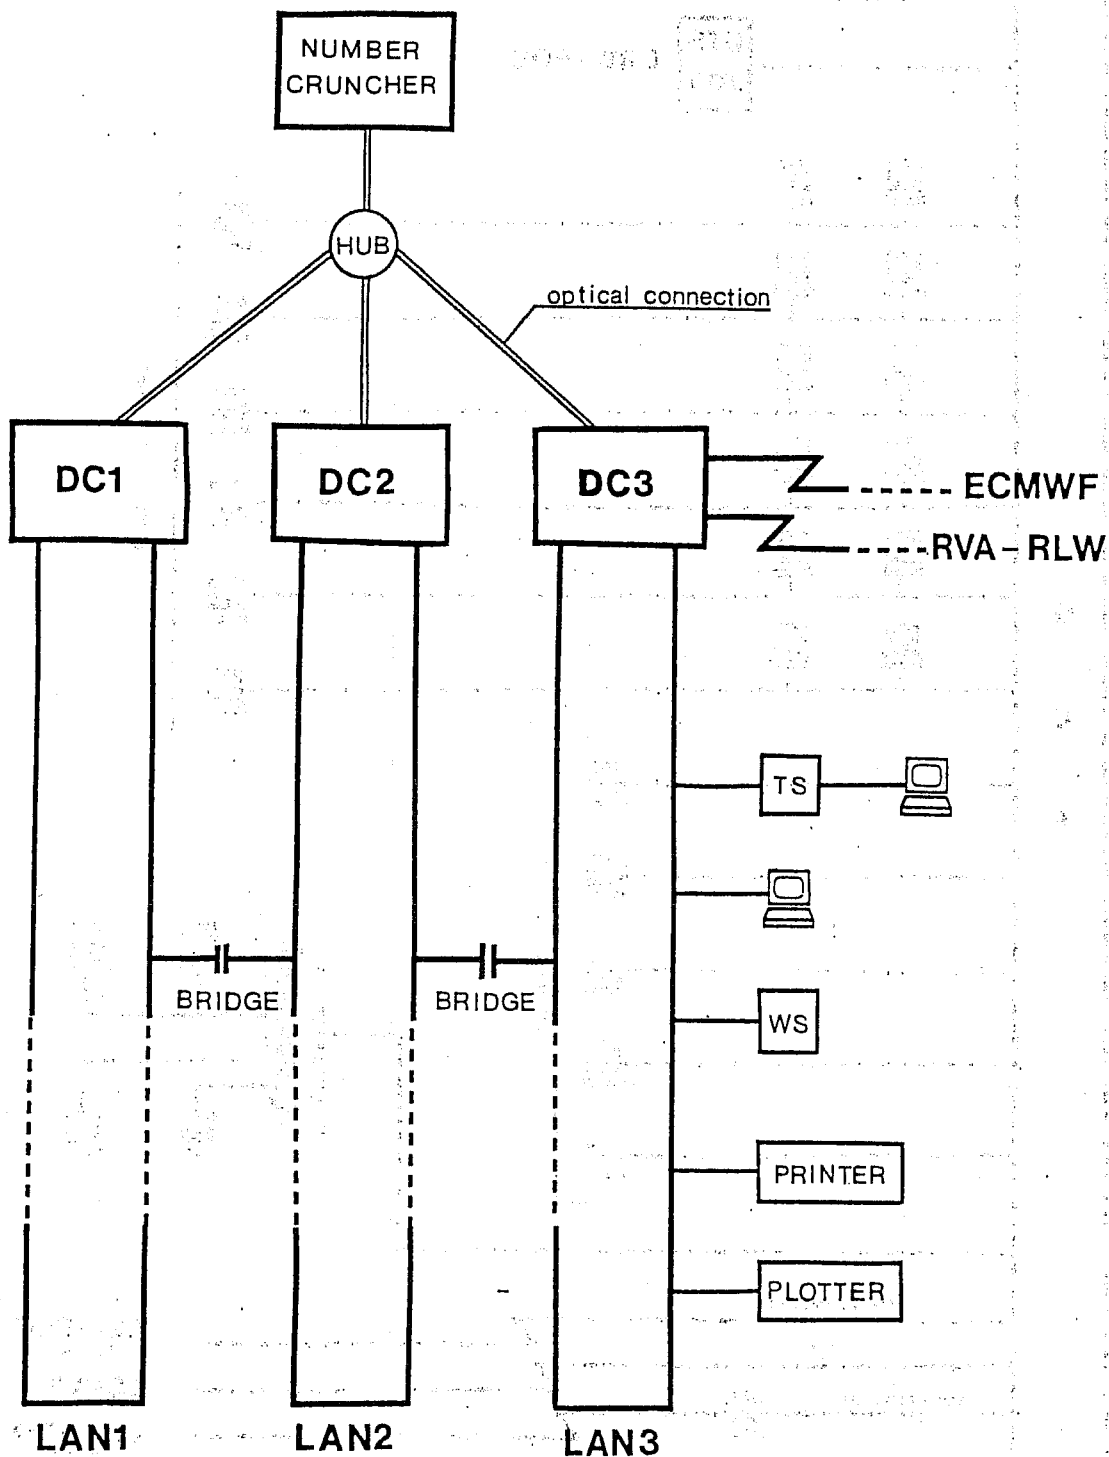 NUMBER
CRUNCHER
HUB
optical connection
DC1
DC2
DC3
ECMWF
RVA-RLW
TS
BRIDGE
BRIDGE
WS
PRINTER
PLOTTER
LAN1
LAN2
LAN3